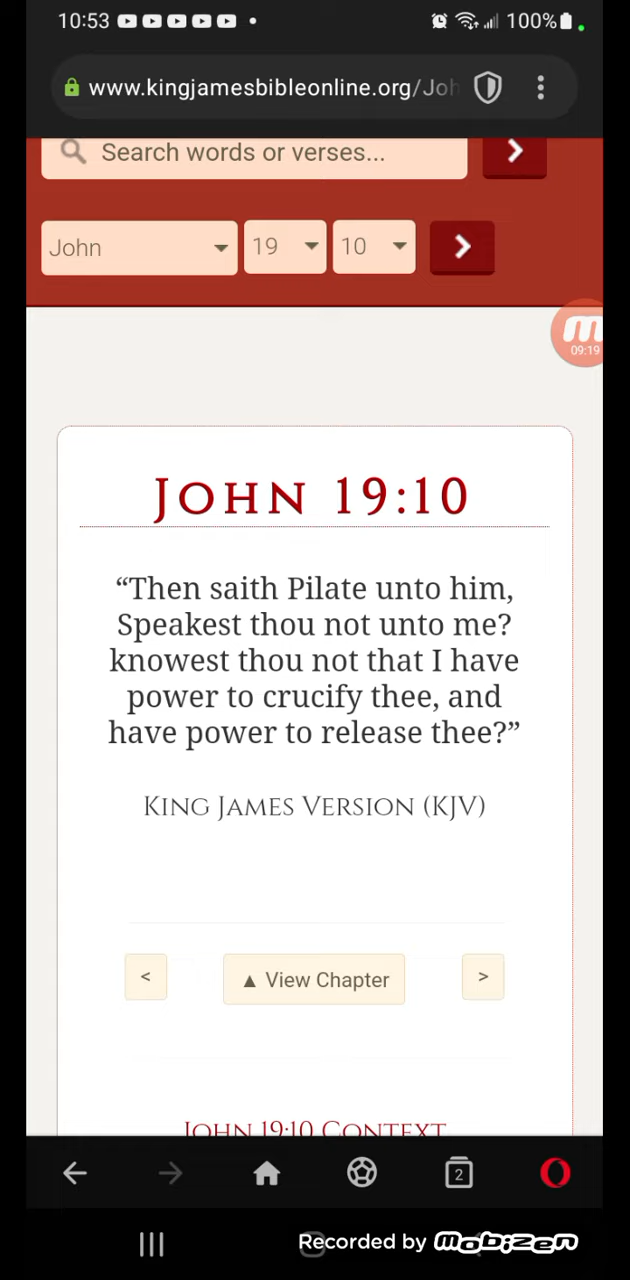 10:53 100%
www.kingjamesbibleonline.org/Joh
Search words or verses...
John 19 10
09:19
John 19:10
“Then saith Pilate unto him,
Speakest thou not unto me?
knowest thou not that I have
power to crucify thee, and
have power to release thee?”
King James Version (KJV)
< ▲ View Chapter >
John 19:10 Context
2
Recorded by mobizen